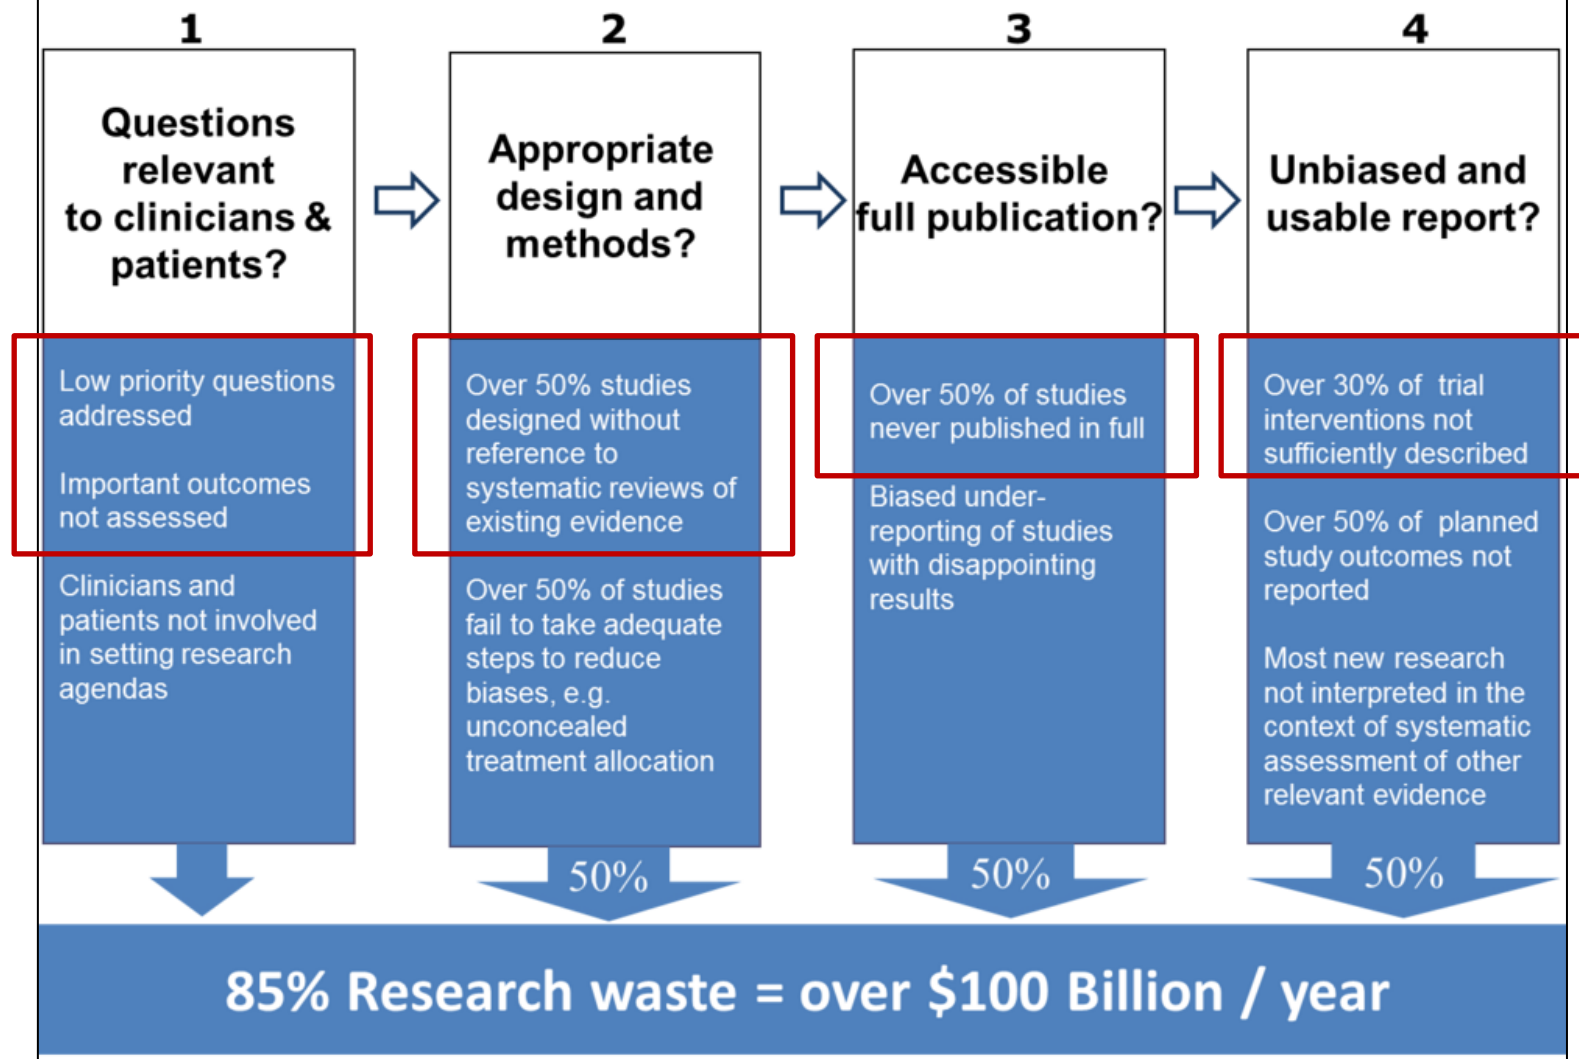 1
Questions
relevant
to clinicians &
patients?
Low priority questions
addressed
Important outcomes
not assessed
Clinicians and
patients not involved
in setting research
agendas
2
Appropriate
design and
methods?
Over 50% studies
designed without
reference to
systematic reviews of
existing evidence
Over 50% of studies
fail to take adequate
steps to reduce
biases, e.g.
unconcealed
treatment allocation
50%
3
Accessible
full publication?
Over 50% of studies
never published in full
Biased under-
reporting of studies
with disappointing
results
50%
4
Unbiased and
usable report?
Over 30% of trial
interventions not
sufficiently described
Over 50% of planned
study outcomes not
reported
Most new research
not interpreted in the
context of systematic
assessment of other
relevant evidence
50%
85% Research waste = over $100 Billion / year